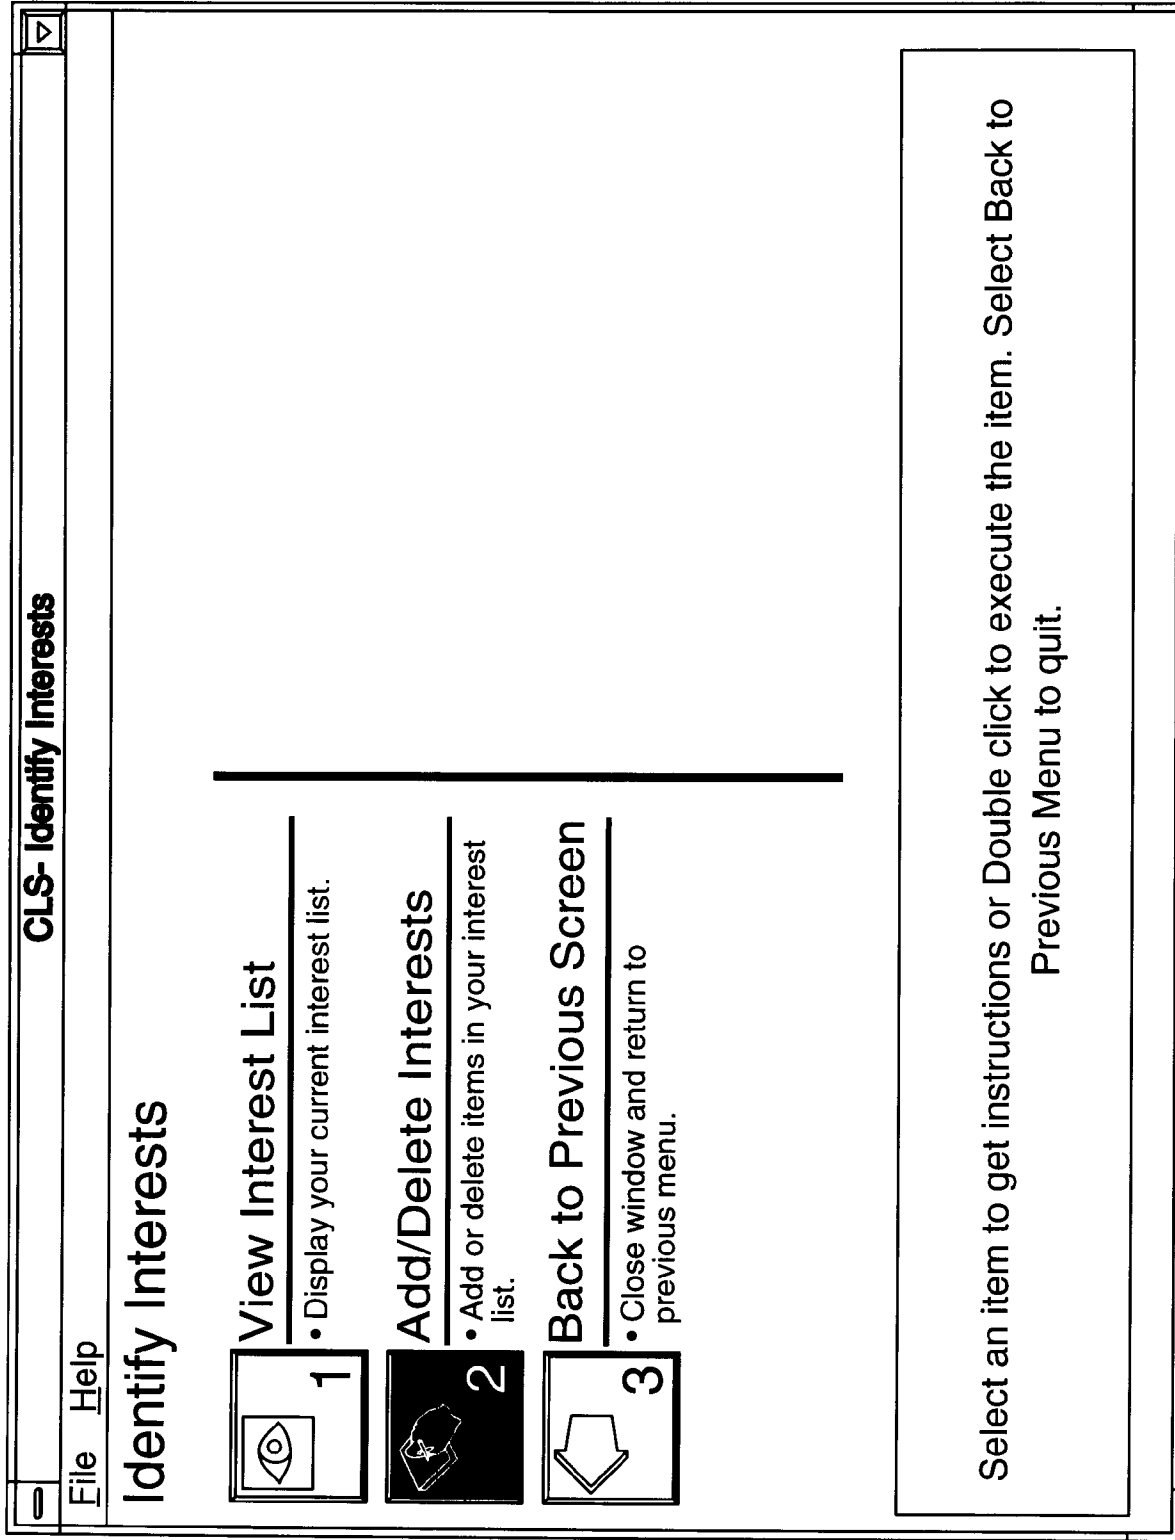 CLS- Identify Interests
File Help
Identify Interests
1
View Interest List
• Display your current interest list.
2
Add/Delete Interests
• Add or delete items in your interest
list.
3
Back to Previous Screen
• Close window and return to
previous menu.
Select an item to get instructions or Double click to execute the item. Select Back to
Previous Menu to quit.